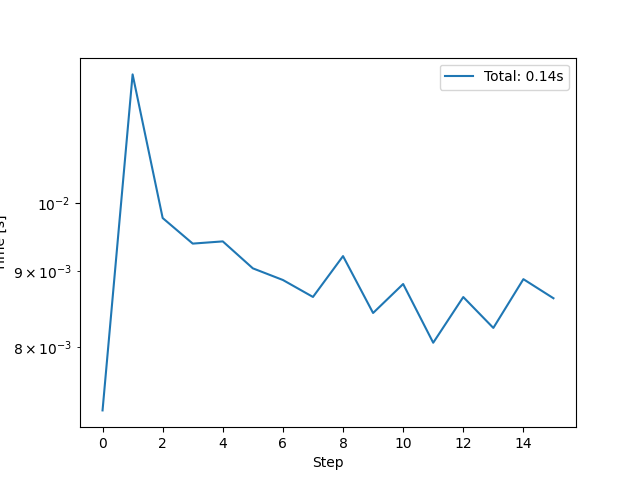 Total: 0.14s
10⁻²
9 × 10⁻³
8 × 10⁻³
Time [s]
0 2 4 6 8 10 12 14
Step